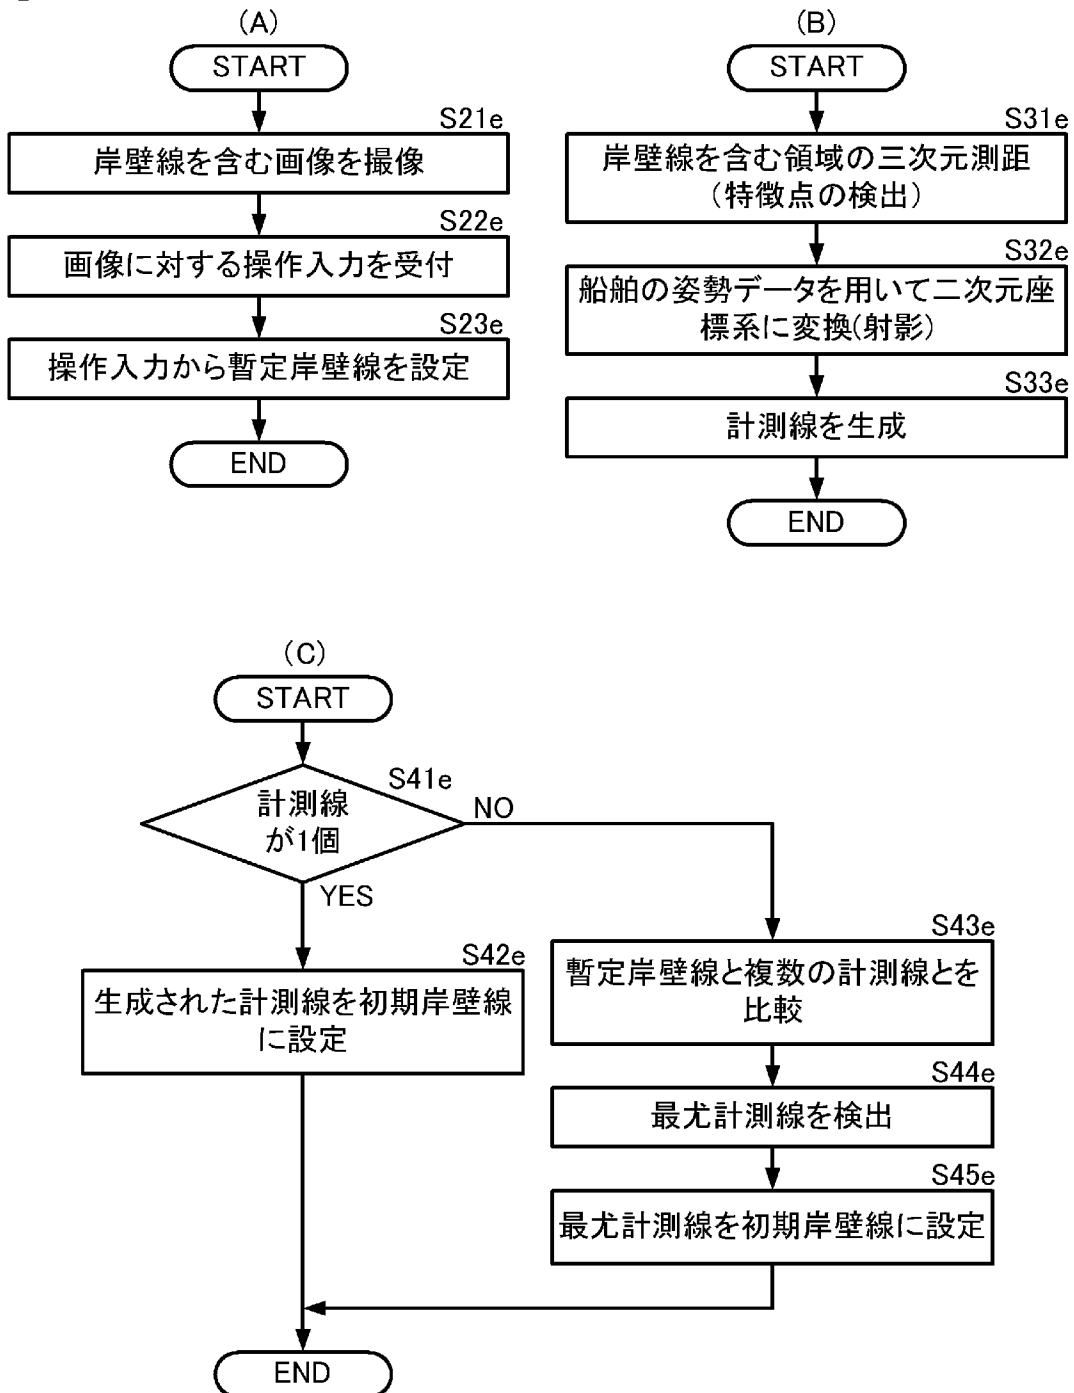 (A)
START
S21e
岸壁線を含む画像を撮像
S22e
画像に対する操作入力を受付
S23e
操作入力から暫定岸壁線を設定
END
(B)
START
S31e
岸壁線を含む領域の三次元測距
(特徴点の検出)
S32e
船舶の姿勢データを用いて二次元座
標系に変換(射影)
S33e
計測線を生成
END
(C)
START
S41e
計測線
が1個
NO
YES
S42e
生成された計測線を初期岸壁線
に設定
S43e
暫定岸壁線と複数の計測線とを
比較
S44e
最尤計測線を検出
S45e
最尤計測線を初期岸壁線に設定
END